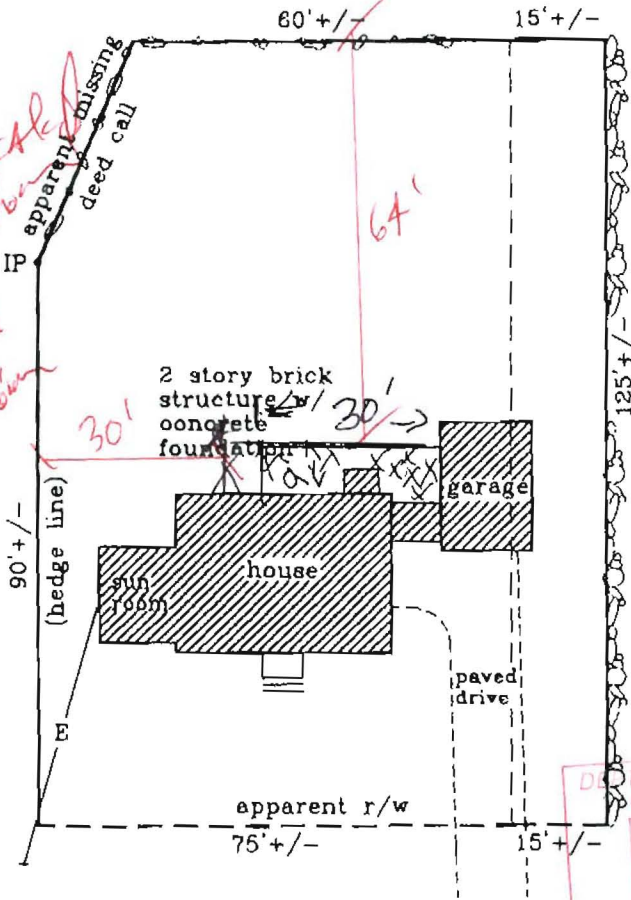 60'+/-
15'+/-
apparent missing
deed call
IP
64'
125'+/-
2 story brick
structure w/
concrete
foundation
30'
30'
garage
90'+/-
(hedge line)
house
sun
room
paved
drive
E
apparent r/w
75'+/-
15'+/-